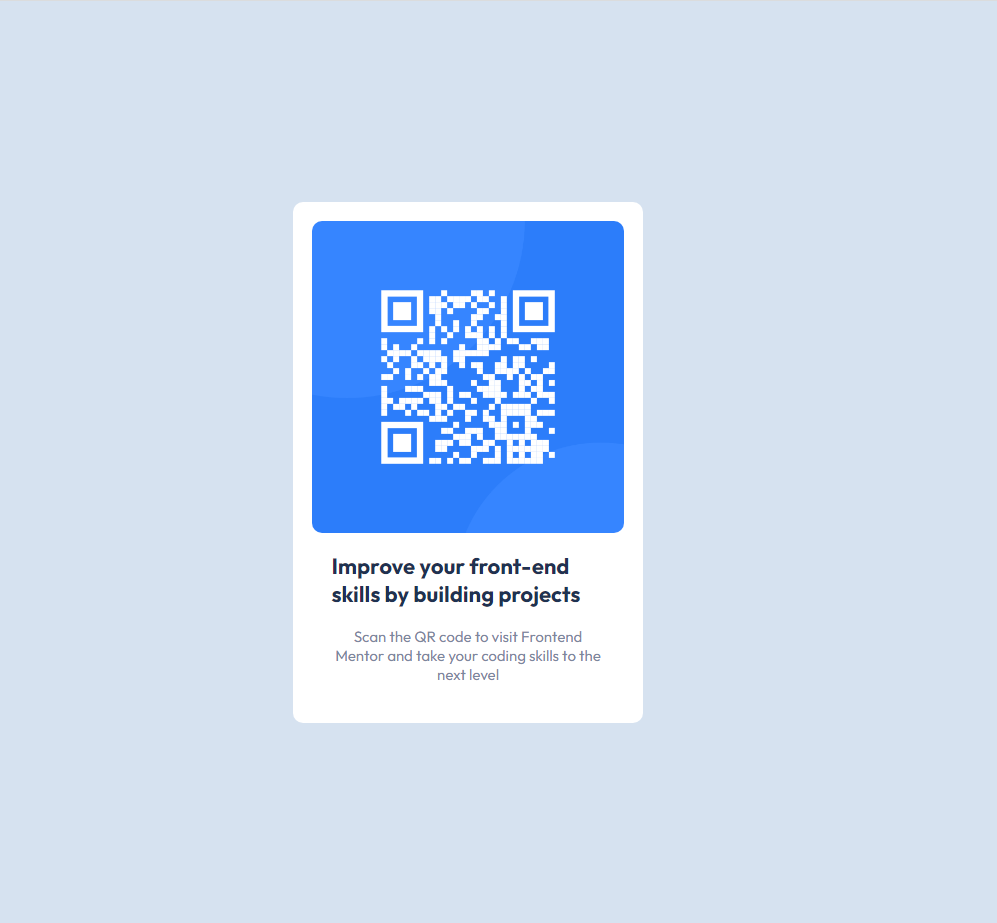 Improve your front-end
skills by building projects
Scan the QR code to visit Frontend
Mentor and take your coding skills to the
next level